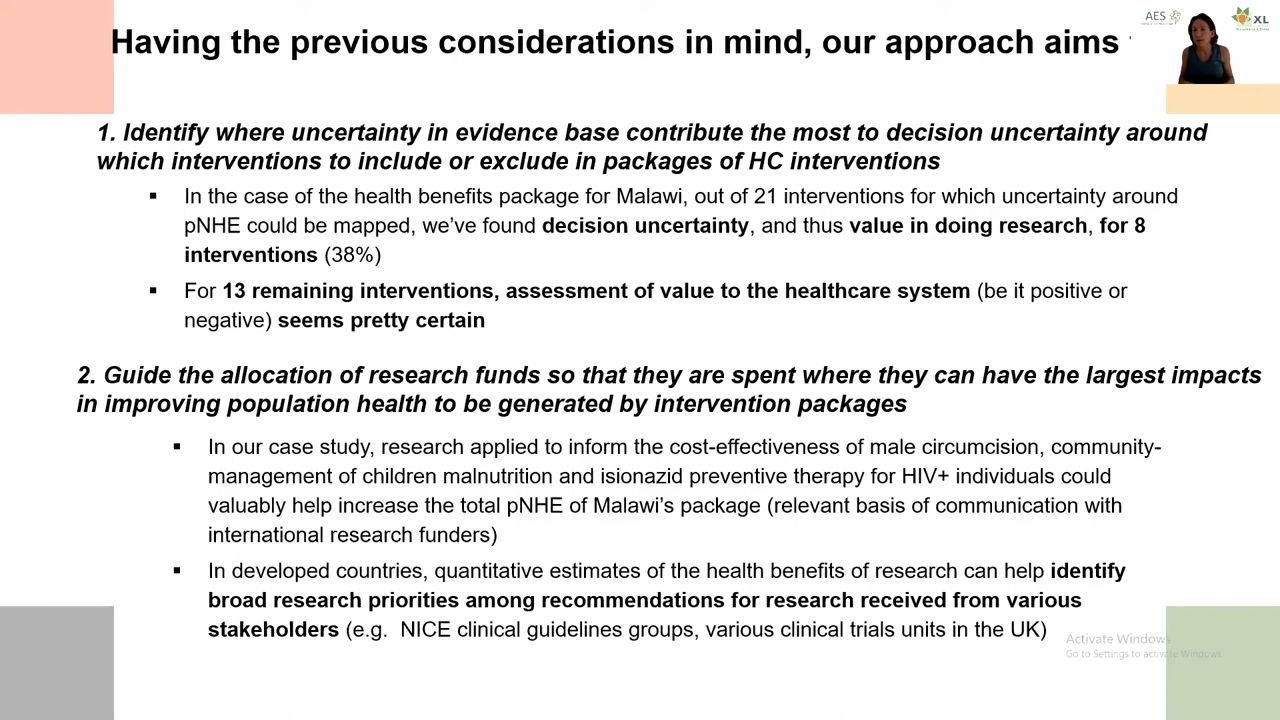 Having the previous considerations in mind, our approach aims
AES
XL
1. Identify where uncertainty in evidence base contribute the most to decision uncertainty around
which interventions to include or exclude in packages of HC interventions
▪ In the case of the health benefits package for Malawi, out of 21 interventions for which uncertainty around
pNHE could be mapped, we’ve found decision uncertainty, and thus value in doing research, for 8
interventions (38%)
▪ For 13 remaining interventions, assessment of value to the healthcare system (be it positive or
negative) seems pretty certain
2. Guide the allocation of research funds so that they are spent where they can have the largest impacts
in improving population health to be generated by intervention packages
▪ In our case study, research applied to inform the cost-effectiveness of male circumcision, community-
management of children malnutrition and isionazid preventive therapy for HIV+ individuals could
valuably help increase the total pNHE of Malawi’s package (relevant basis of communication with
international research funders)
▪ In developed countries, quantitative estimates of the health benefits of research can help identify
broad research priorities among recommendations for research received from various
stakeholders (e.g. NICE clinical guidelines groups, various clinical trials units in the UK)
Activate Windows
Go to Settings to activate Windows.